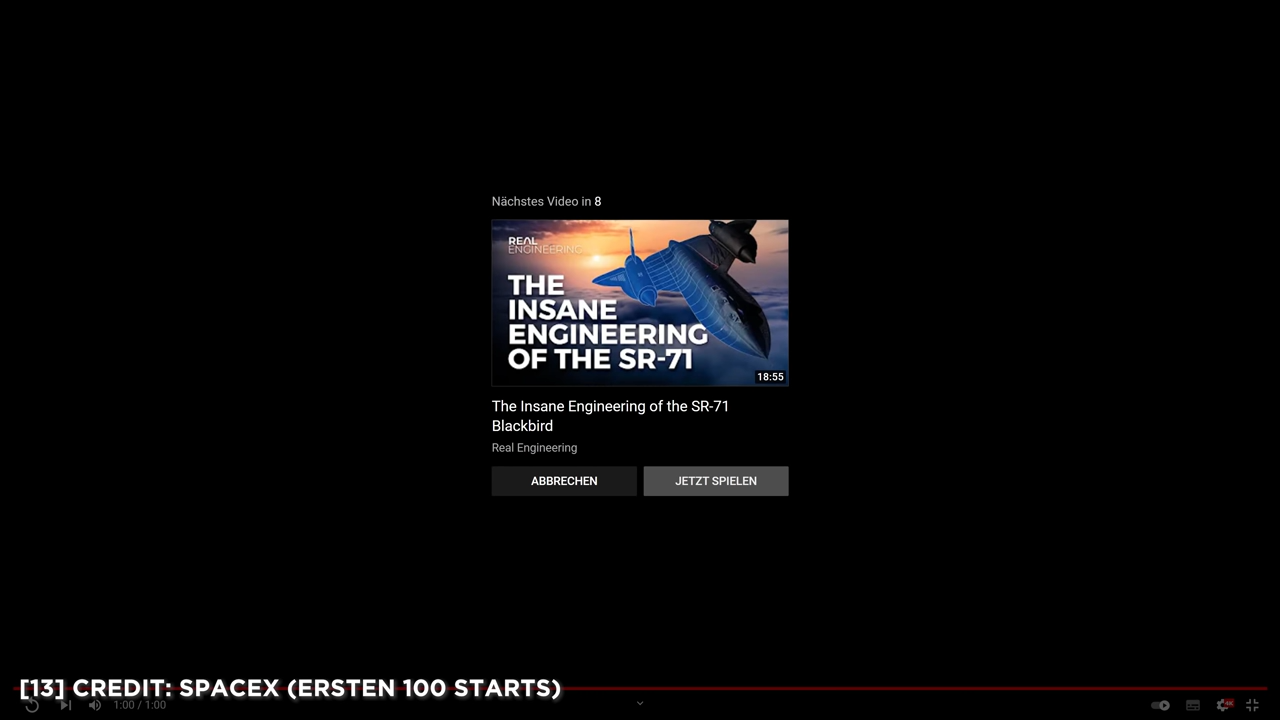 Nächstes Video in 8
REAL
ENGINEERING
THE
INSANE
ENGINEERING
OF THE SR-71
18:55
The Insane Engineering of the SR-71
Blackbird
Real Engineering
ABBRECHEN
JETZT SPIELEN
[13] CREDIT: SPACEX (ERSTEN 100 STARTS)
1:00 / 1:00
4K